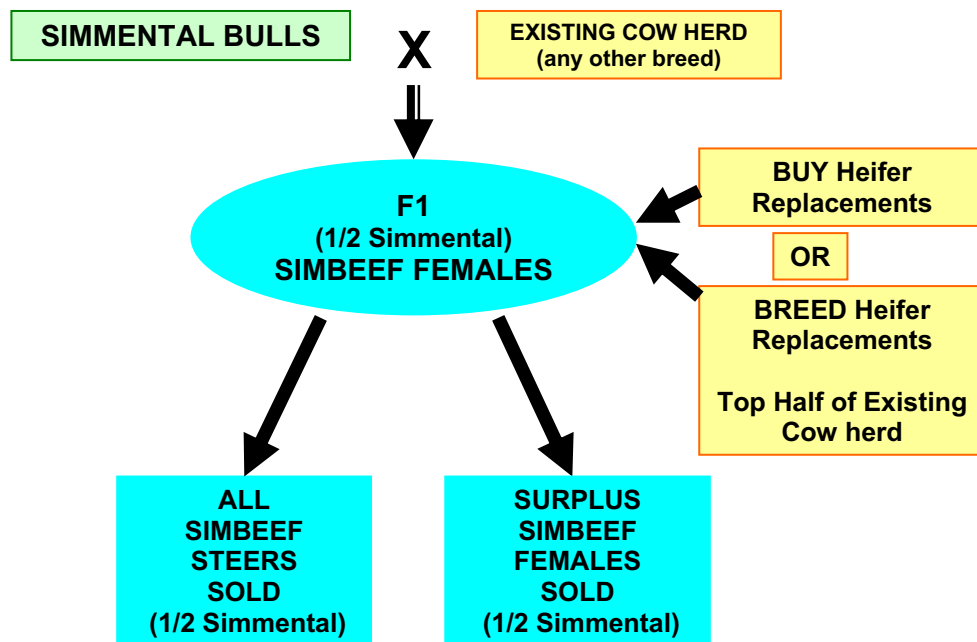 SIMMENTAL BULLS
X
EXISTING COW HERD
(any other breed)
F1
(1/2 Simmental)
SIMBEEF FEMALES
BUY Heifer
Replacements
OR
BREED Heifer
Replacements
Top Half of Existing
Cow herd
ALL
SIMBEEF
STEERS
SOLD
(1/2 Simmental)
SURPLUS
SIMBEEF
FEMALES
SOLD
(1/2 Simmental)